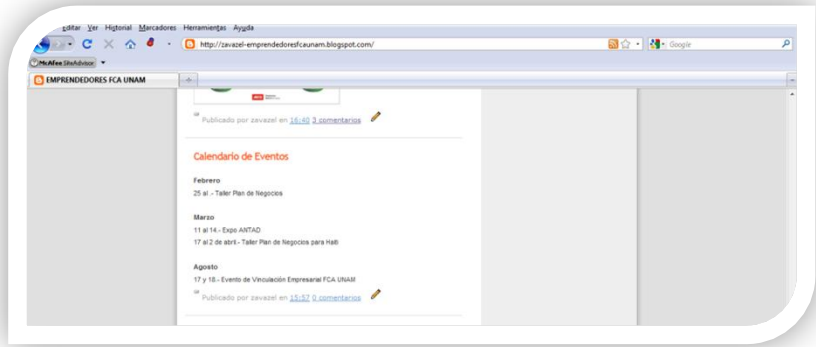 Editar Ver Historial Marcadores Herramientas Ayuda
http://zavazel-emprendedoresfcaunam.blogspot.com/
Google
McAfee SiteAdvisor
EMPRENDEDORES FCA UNAM
Publicado por zavazel en 16:48 3 comentarios
Calendario de Eventos
Febrero
25 al .- Taller Plan de Negocios
Marzo
11 al 14.- Expo ANTAD
17 al 2 de abril.- Taller Plan de Negocios para Haití
Agosto
17 y 18.- Evento de Vinculación Empresarial FCA UNAM
Publicado por zavazel en 15:57 0 comentarios